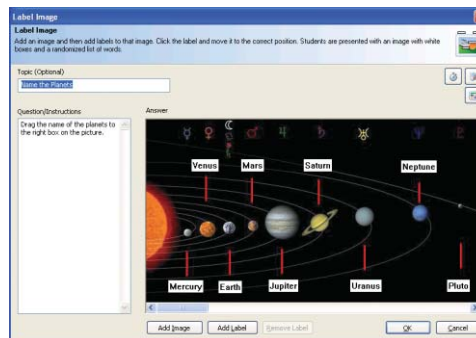 Label Image
Label Image
Add an image and then add labels to that image. Click the label and move it to the correct position. Students are presented with an image with white
boxes and a randomized list of words.
Topic (Optional)
Name the Planets
Question/Instructions
Drag the name of the planets to
the right box on the picture.
Answer
Venus
Mars
Saturn
Neptune
Mercury
Earth
Jupiter
Uranus
Pluto
Add Image
Add Label
Remove Label
OK
Cancel